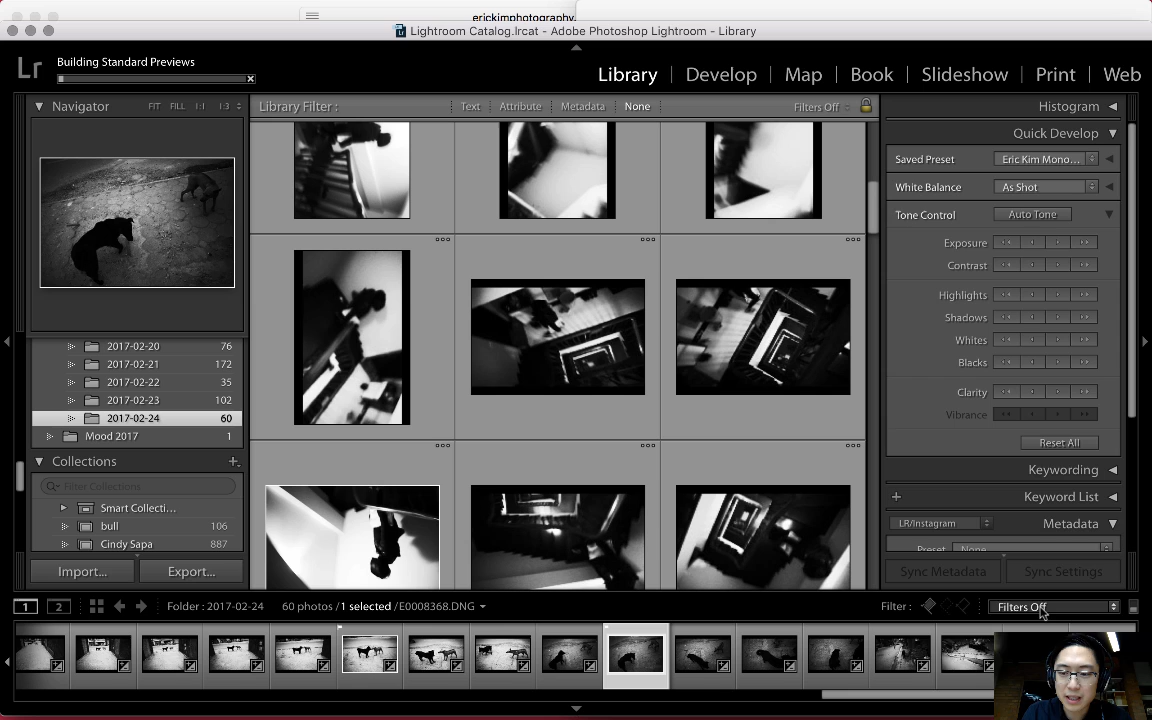 erickimphotography.
Lightroom Catalog.lrcat - Adobe Photoshop Lightroom - Library
Lr
Building Standard Previews
Library | Develop | Map | Book | Slideshow | Print | Web
Navigator FIT FILL 1:1 1:3
Library Filter : Text Attribute Metadata None Filters Off
Histogram
Quick Develop
Saved Preset Eric Kim Mono...
White Balance As Shot
Tone Control Auto Tone
Exposure
Contrast
Highlights
Shadows
Whites
Blacks
Clarity
Vibrance
Reset All
Keywording
Keyword List
LR/Instagram Metadata
Preset None
Sync Metadata Sync Settings
2017-02-20 76
2017-02-21 172
2017-02-22 35
2017-02-23 102
2017-02-24 60
Mood 2017 1
Collections
Filter Collections
Smart Collecti...
bull 106
Cindy Sapa 887
Import... Export...
1 2 Folder : 2017-02-24 60 photos / 1 selected / E0008368.DNG Filter : Filters Off